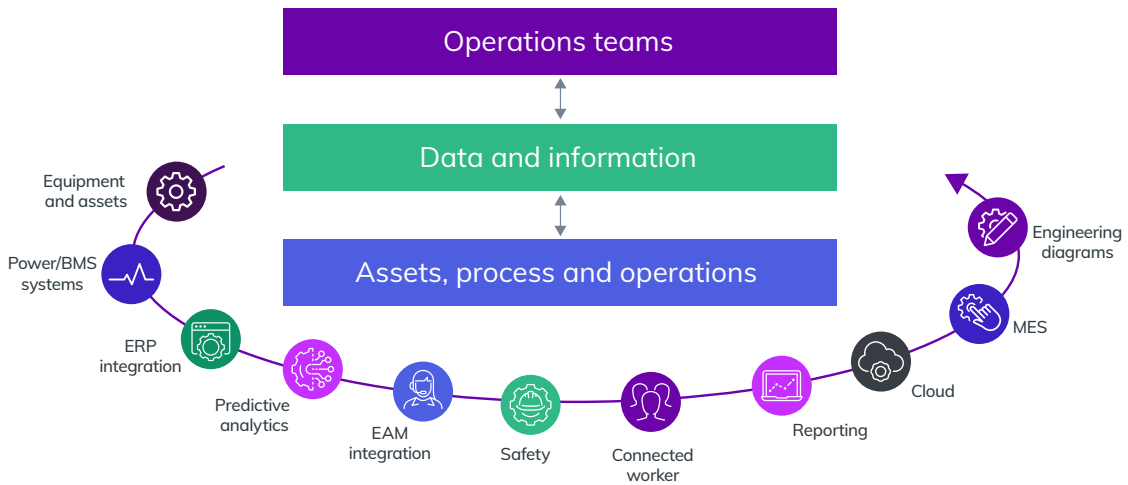 Operations teams
Data and information
Assets, process and operations
Equipment
and assets
Power/BMS
systems
ERP
integration
Predictive
analytics
EAM
integration
Safety
Connected
worker
Reporting
Cloud
MES
Engineering
diagrams